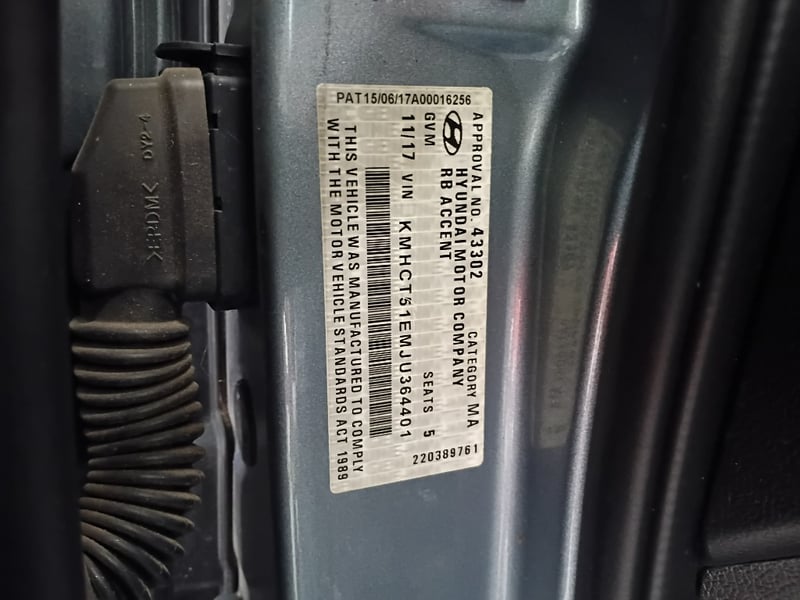 PAT15/06/17A00016256
APPROVAL NO. 43302 CATEGORY MA
HYUNDAI MOTOR COMPANY
RB ACCENT
GVM SEATS 5
11/17 VIN KMHCT51EMJU364401
THIS VEHICLE WAS MANUFACTURED TO COMPLY
WITH THE MOTOR VEHICLE STANDARDS ACT 1989
220389761